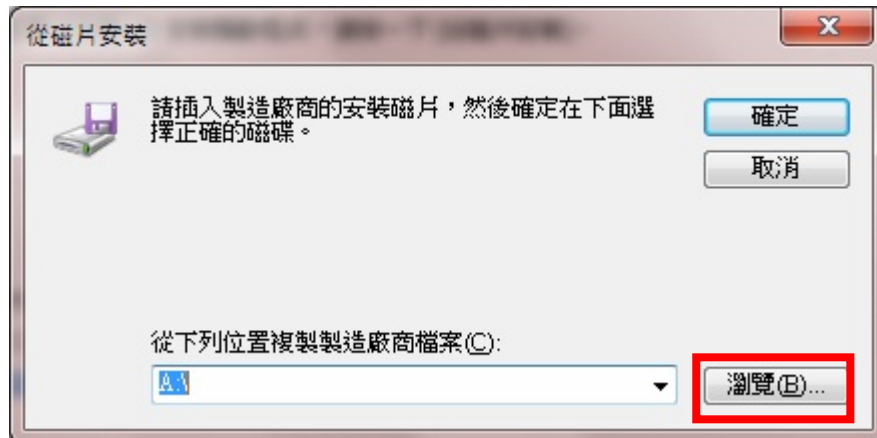 從磁片安裝
請插入製造廠商的安裝磁片，然後確定在下面選
擇正確的磁碟。
確定
取消
從下列位置複製製造廠商檔案(C):
A:\
瀏覽(B)...